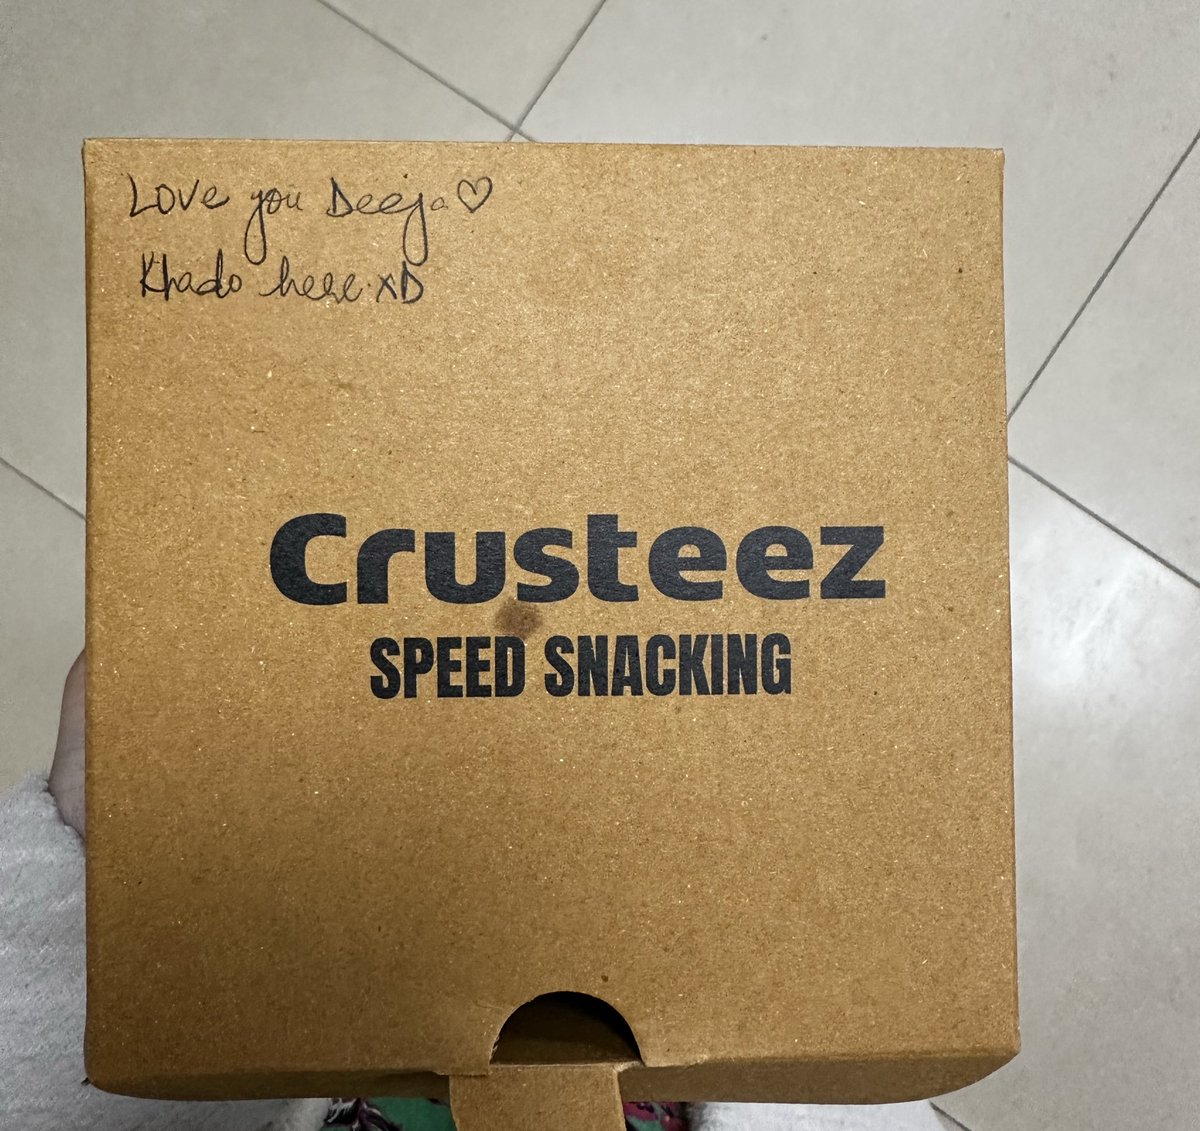 Love you Deeja ♡
Khado here xD
Crusteez
SPEED SNACKING